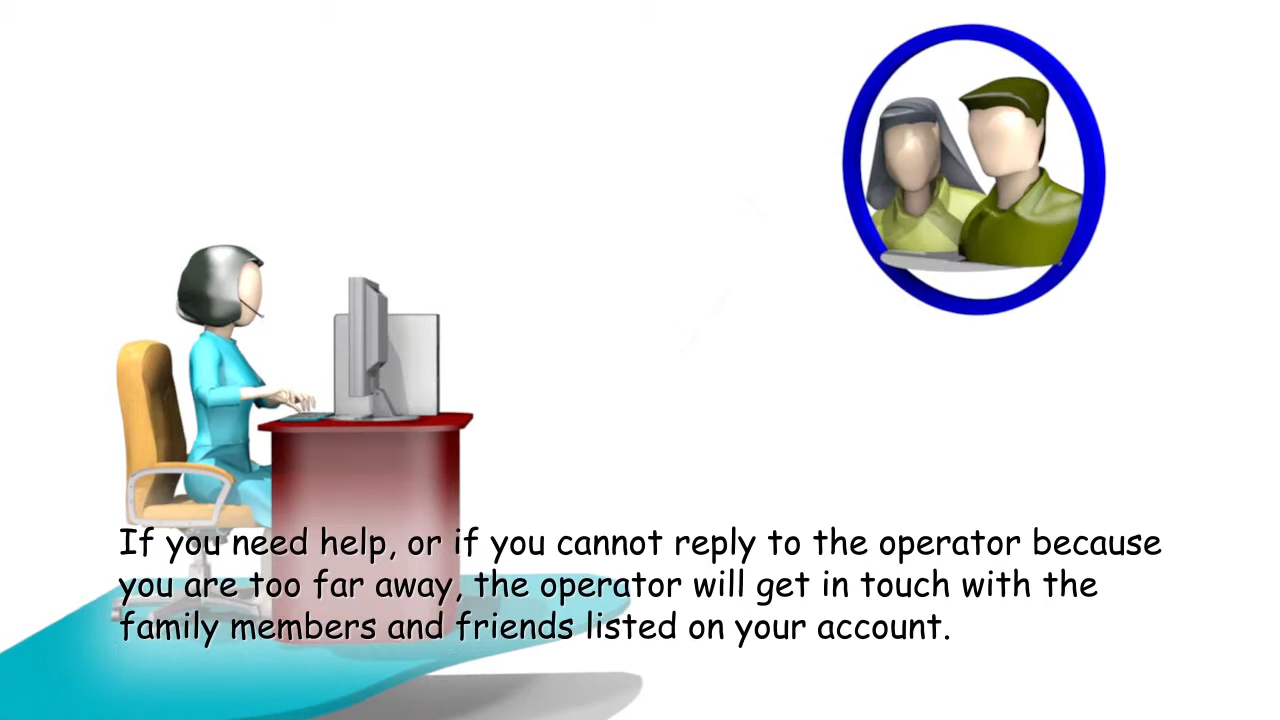 If you need help, or if you cannot reply to the operator because
you are too far away, the operator will get in touch with the
family members and friends listed on your account.